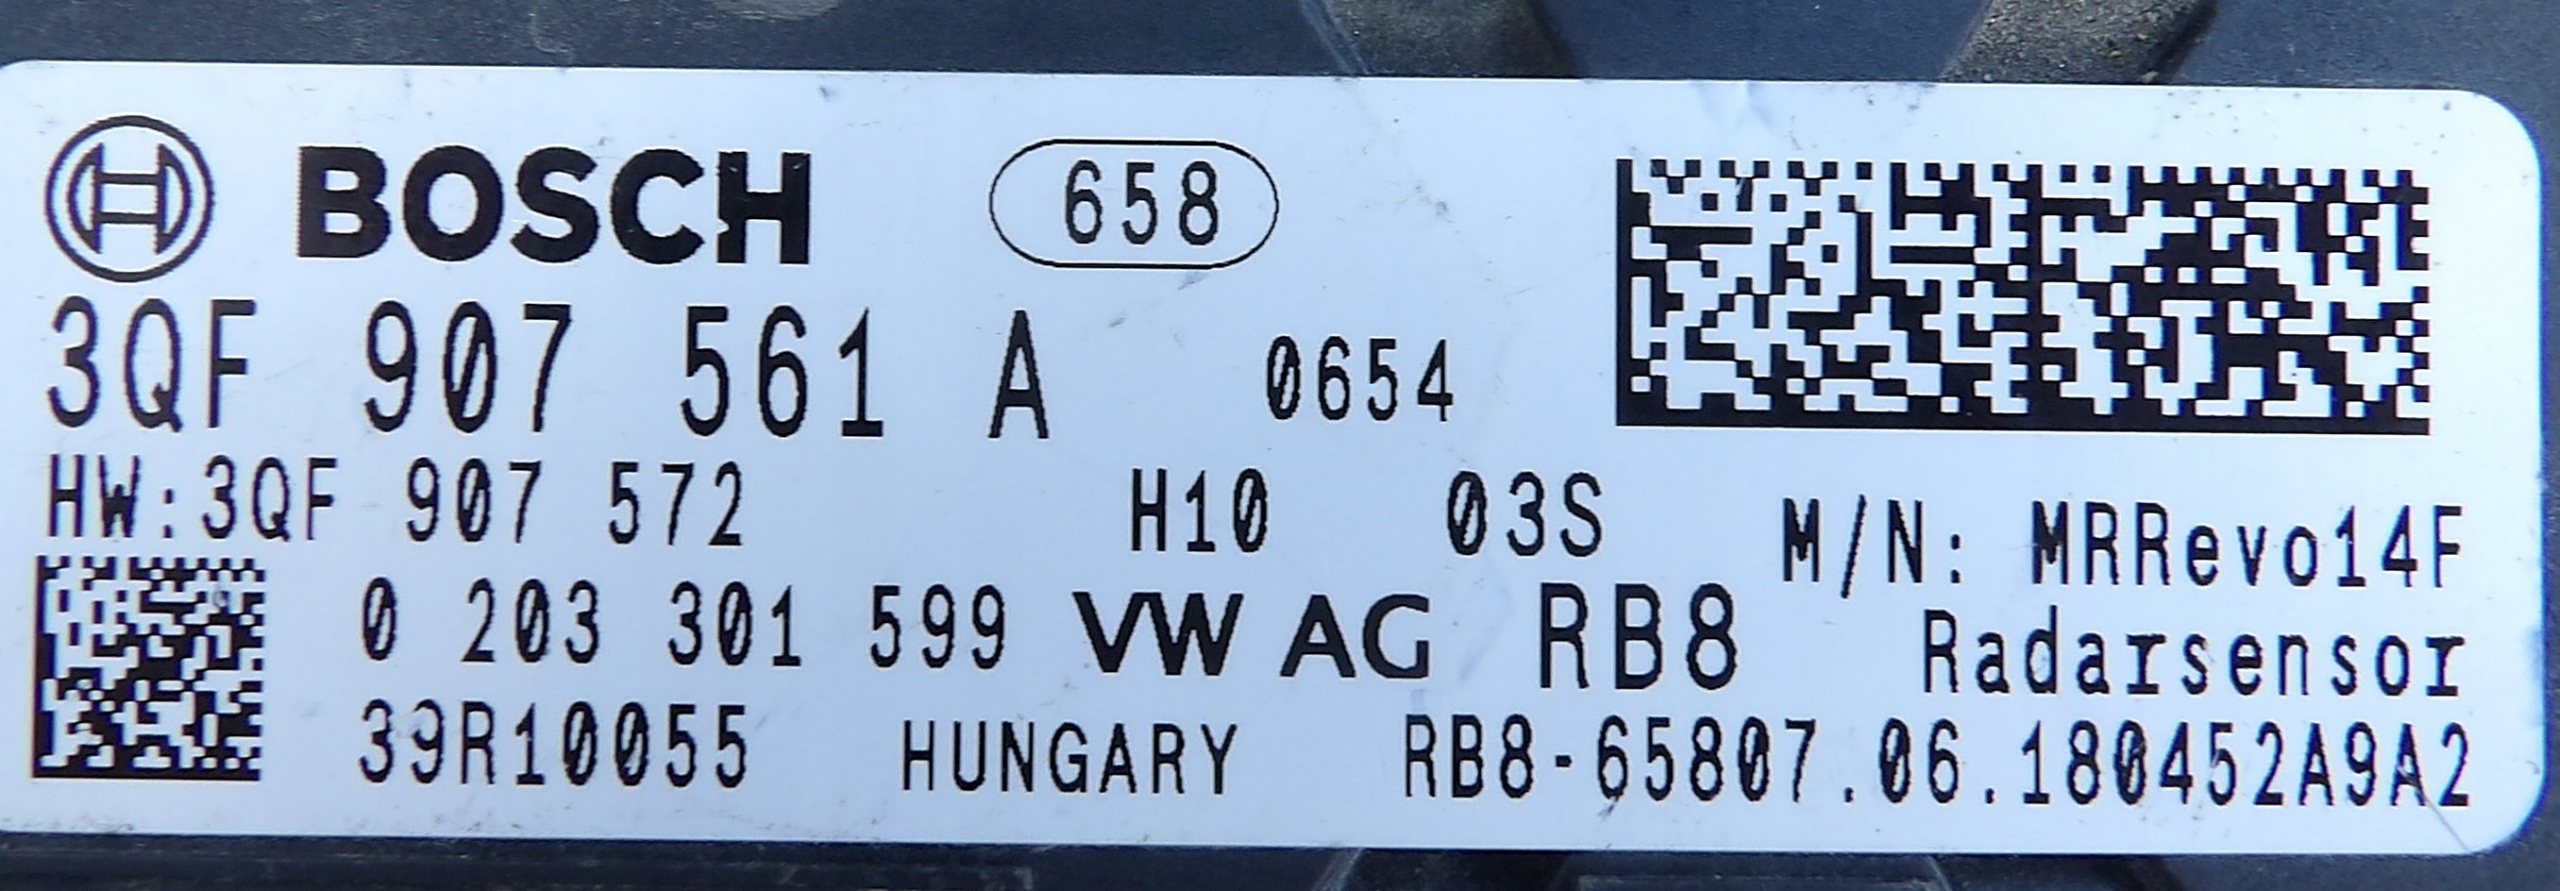 BOSCH 658
3QF 907 561 A 0654
HW:3QF 907 572 H10 03S M/N: MRRevo14F
0 203 301 599 VW AG RB8 Radarsensor
39R10055 HUNGARY RB8-65807.06.180452A9A2